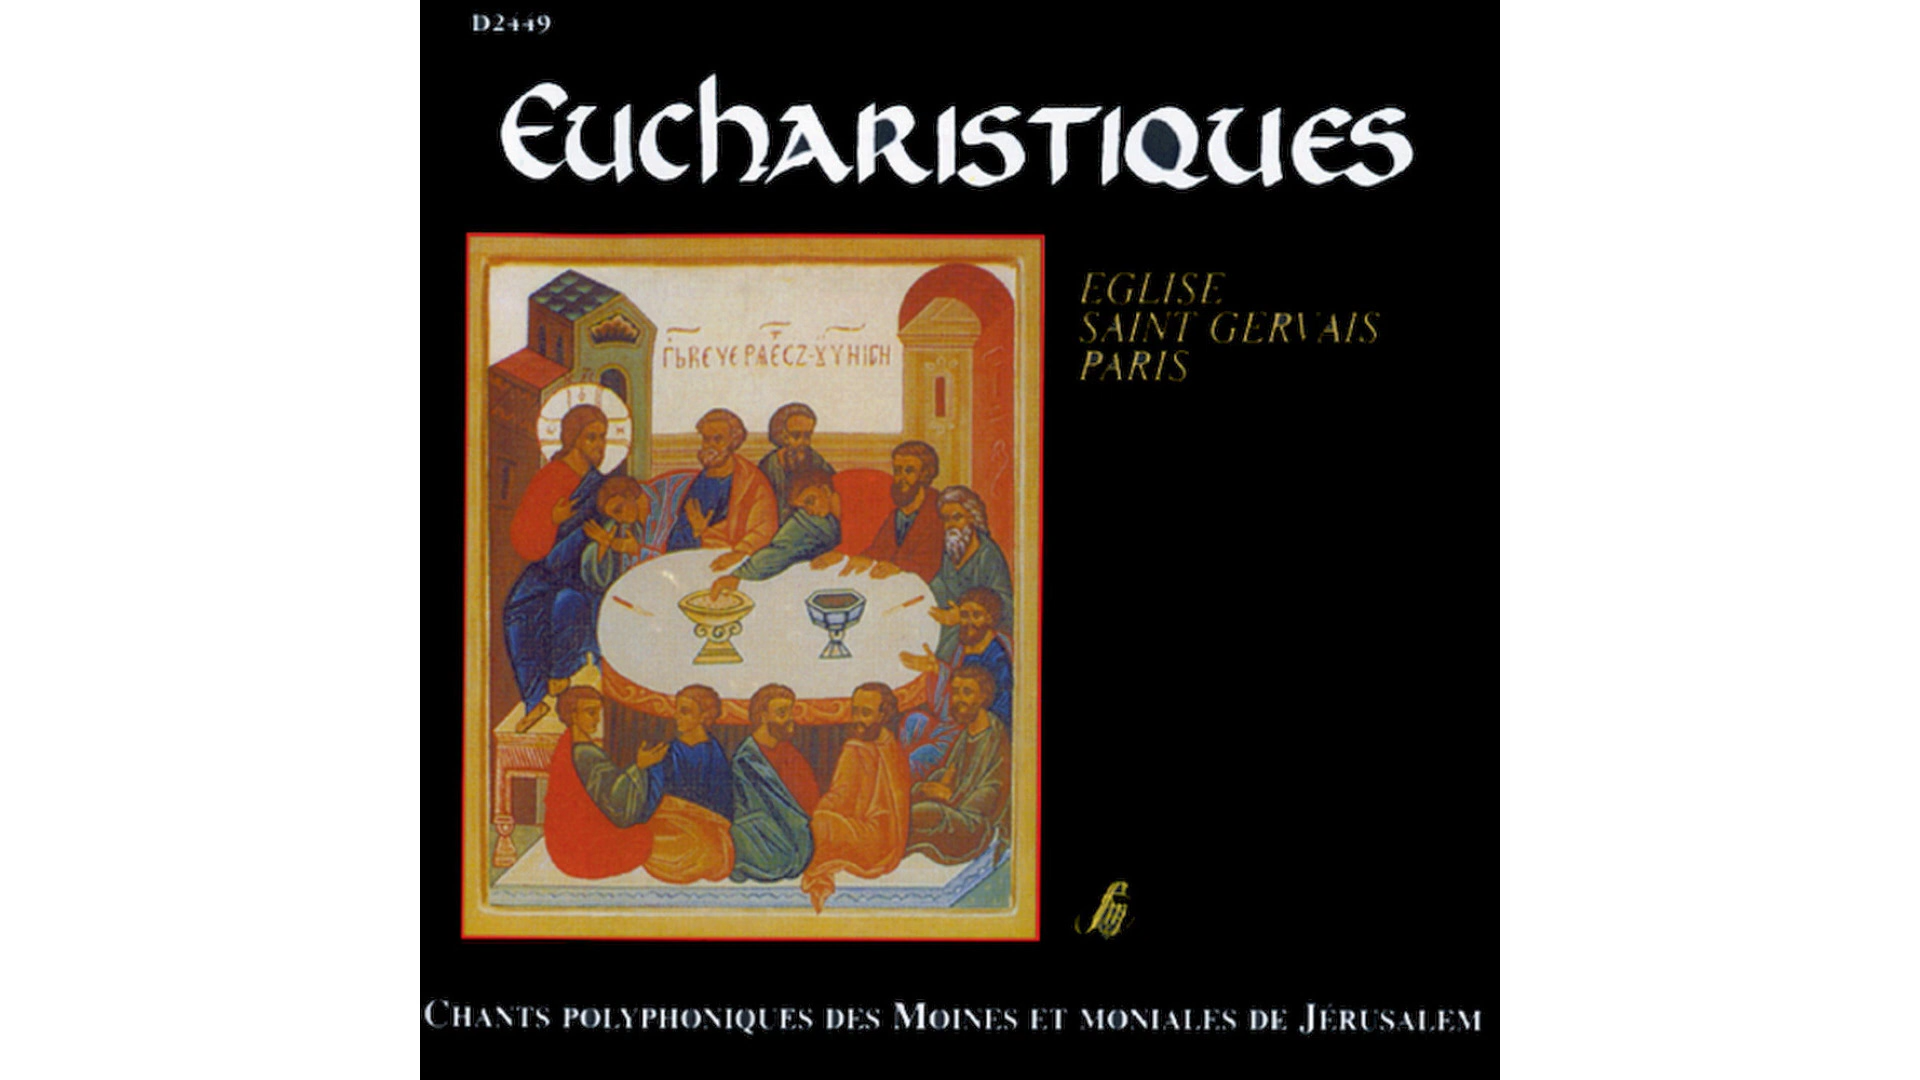 D2449
EUCHARISTIQUES
EGLISE
SAINT GERVAIS
PARIS
CHANTS POLYPHONIQUES DES MOINES ET MONIALES DE JÉRUSALEM